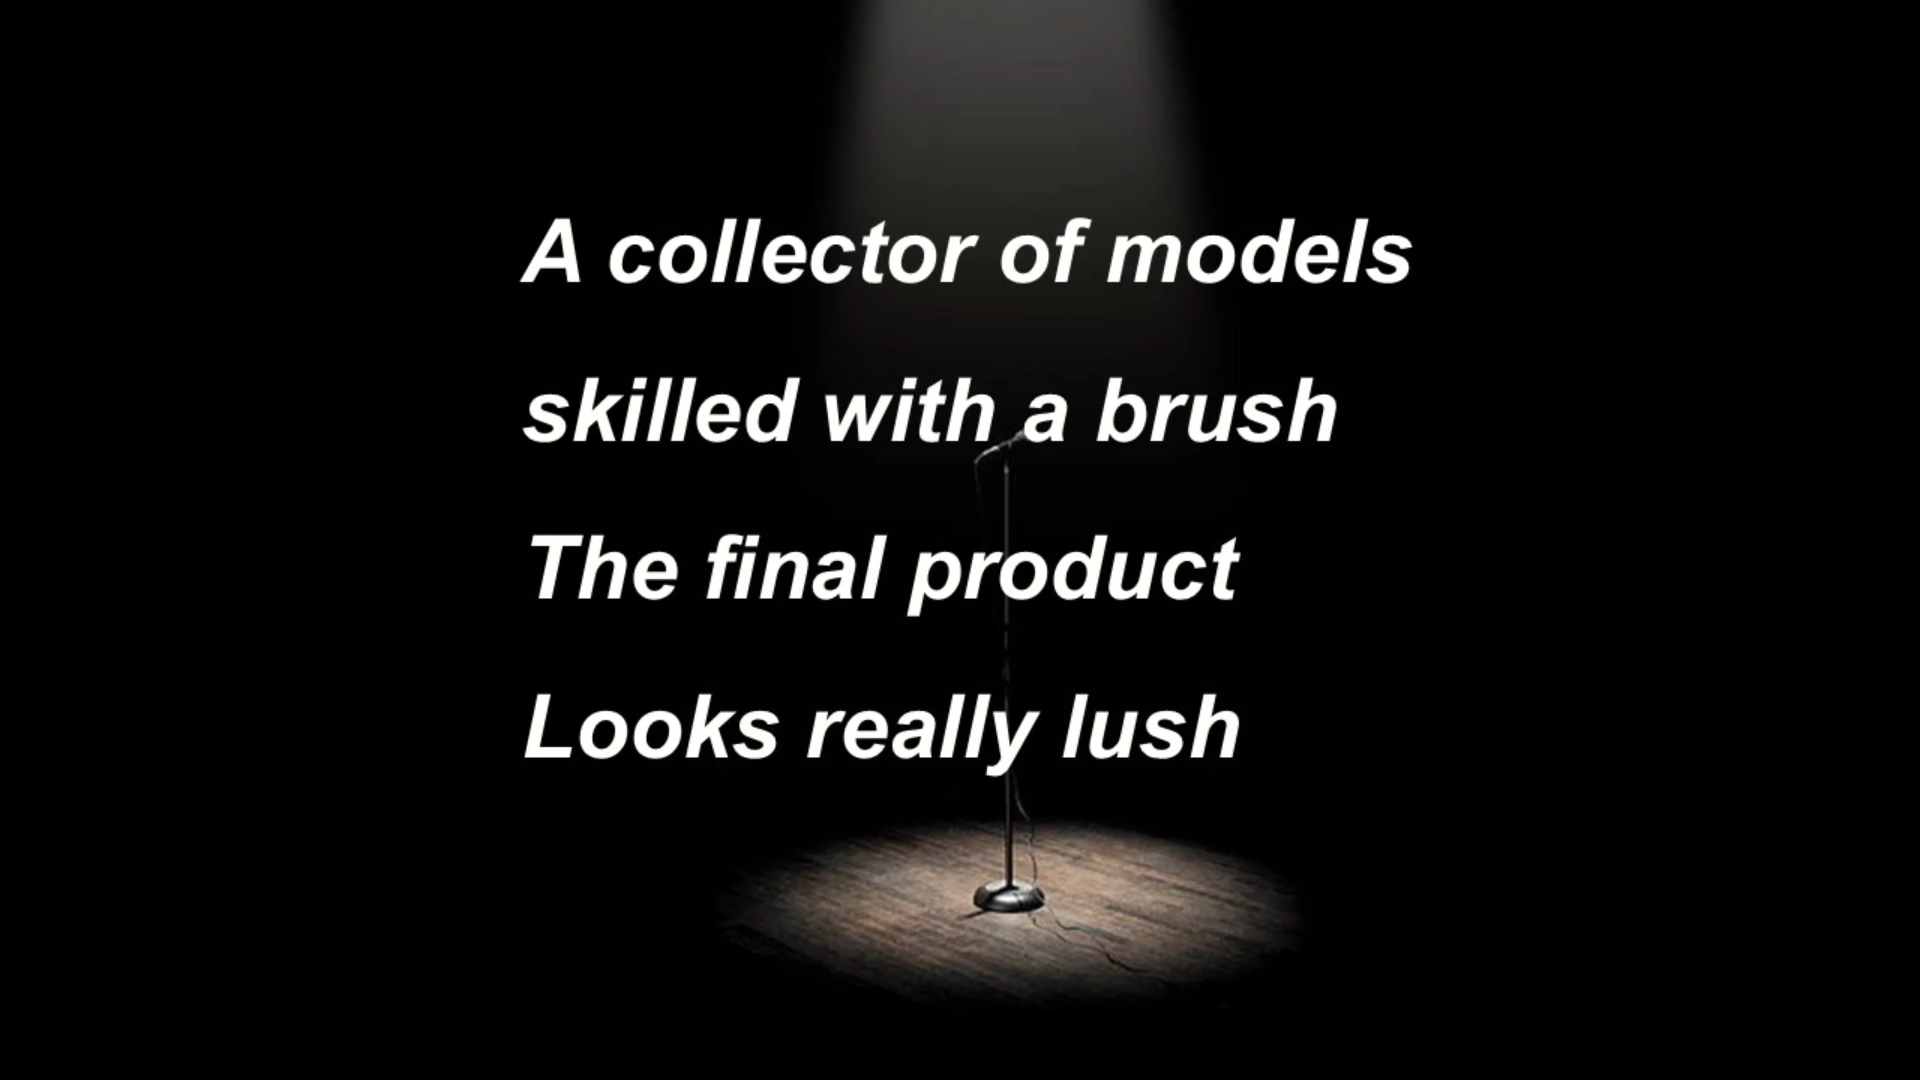 A collector of models
skilled with a brush
The final product
Looks really lush